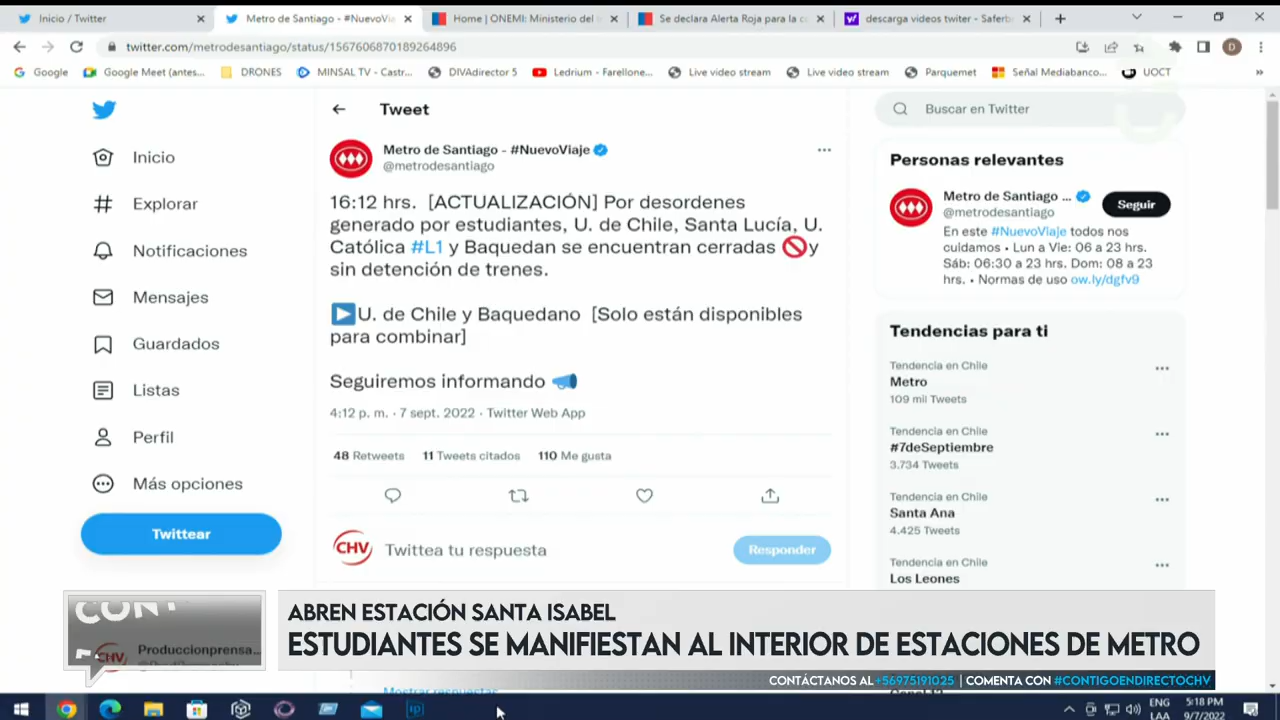 Inicio / Twitter
Metro de Santiago - #NuevoViaj
Home | ONEMI: Ministerio del I
Se declara Alerta Roja para la co
descarga videos twiter - Saferbr
twitter.com/metrodesantiago/status/1567606870189264896
D
Google
Google Meet (antes...
DRONES
MINSAL TV - Castr...
DIVAdirector 5
Ledrium - Farellone...
Live video stream
Live video stream
Parquemet
Señal Mediabanco...
UOCT
Inicio
Explorar
Notificaciones
Mensajes
Guardados
Listas
Perfil
Más opciones
Twittear
Tweet
Metro de Santiago - #NuevoViaje
@metrodesantiago
16:12 hrs. [ACTUALIZACIÓN] Por desordenes
generado por estudiantes, U. de Chile, Santa Lucía, U.
Católica #L1 y Baquedan se encuentran cerradas 🚫y
sin detención de trenes.
▶U. de Chile y Baquedano [Solo están disponibles
para combinar]
Seguiremos informando 📣
4:12 p. m. · 7 sept. 2022 · Twitter Web App
48 Retweets 11 Tweets citados 110 Me gusta
CHV
Twittea tu respuesta
Responder
Mostrar respuestas
Buscar en Twitter
Personas relevantes
Metro de Santiago ...
@metrodesantiago
Seguir
En este #NuevoViaje todos nos
cuidamos • Lun a Vie: 06 a 23 hrs.
Sáb: 06:30 a 23 hrs. Dom: 08 a 23
hrs. • Normas de uso ow.ly/dgfv9
Tendencias para ti
Tendencia en Chile
Metro
109 mil Tweets
Tendencia en Chile
#7deSeptiembre
3.734 Tweets
Tendencia en Chile
Santa Ana
4.425 Tweets
Tendencia en Chile
Los Leones
CHV
Produccionprensa...
ABREN ESTACIÓN SANTA ISABEL
ESTUDIANTES SE MANIFIESTAN AL INTERIOR DE ESTACIONES DE METRO
CONTÁCTANOS AL +56975191025 | COMENTA CON #CONTIGOENDIRECTOCHV
ENG
LAA
5:18 PM
9/7/2022